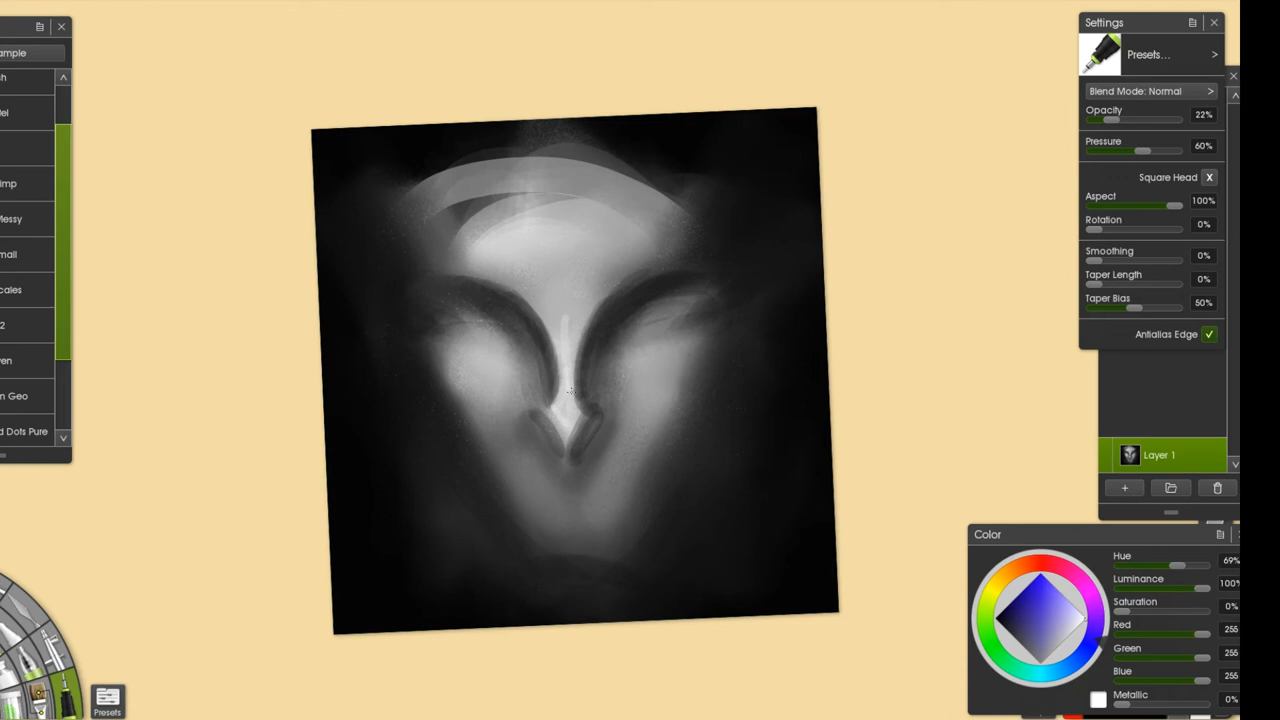 ample
sh
el
imp
Messy
mall
cales
2
ven
m Geo
d Dots Pure
Presets
Settings
Presets... >
Blend Mode: Normal >
Opacity 22%
Pressure 60%
Square Head X
Aspect 100%
Rotation 0%
Smoothing 0%
Taper Length 0%
Taper Bias 50%
Antialias Edge
Layer 1
Color
Hue 69%
Luminance 100%
Saturation 0%
Red 255
Green 255
Blue 255
Metallic 0%